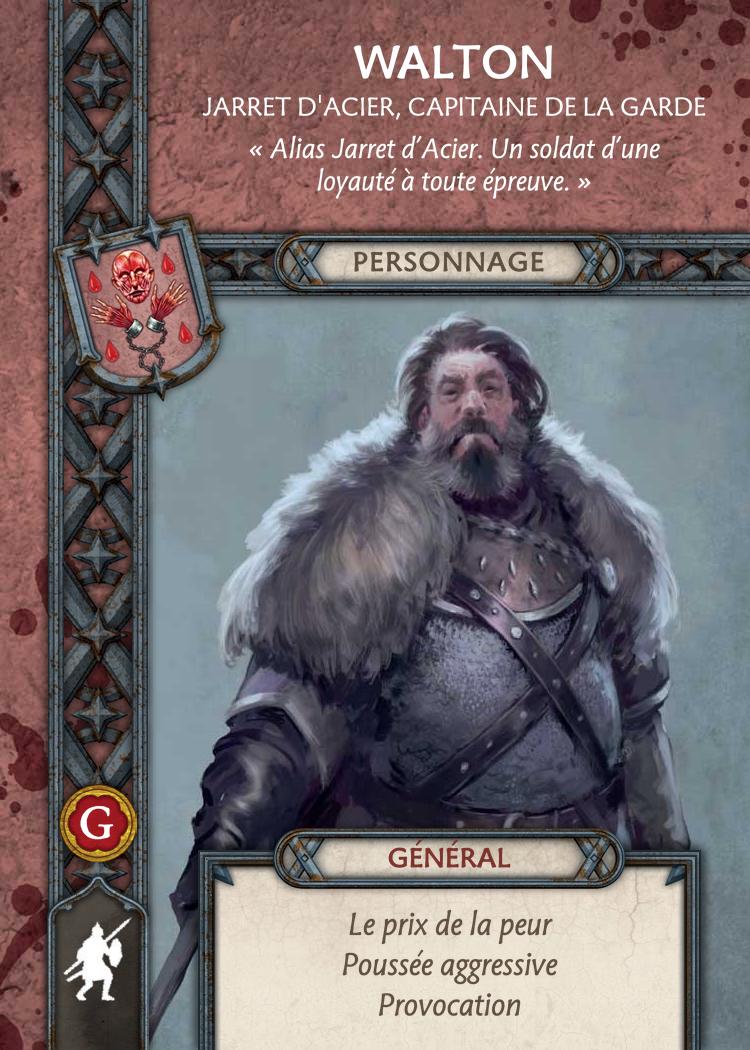 WALTON
JARRET D'ACIER, CAPITAINE DE LA GARDE
« Alias Jarret d'Acier. Un soldat d'une
loyauté à toute épreuve. »
PERSONNAGE
G
GÉNÉRAL
Le prix de la peur
Poussée aggressive
Provocation